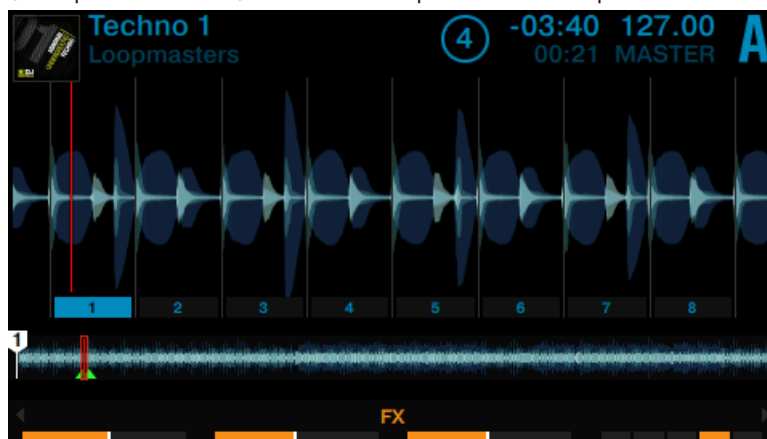 Techno 1
Loopmasters
4
-03:40 127.00
00:21 MASTER
A
1 2 3 4 5 6 7 8
1
FX